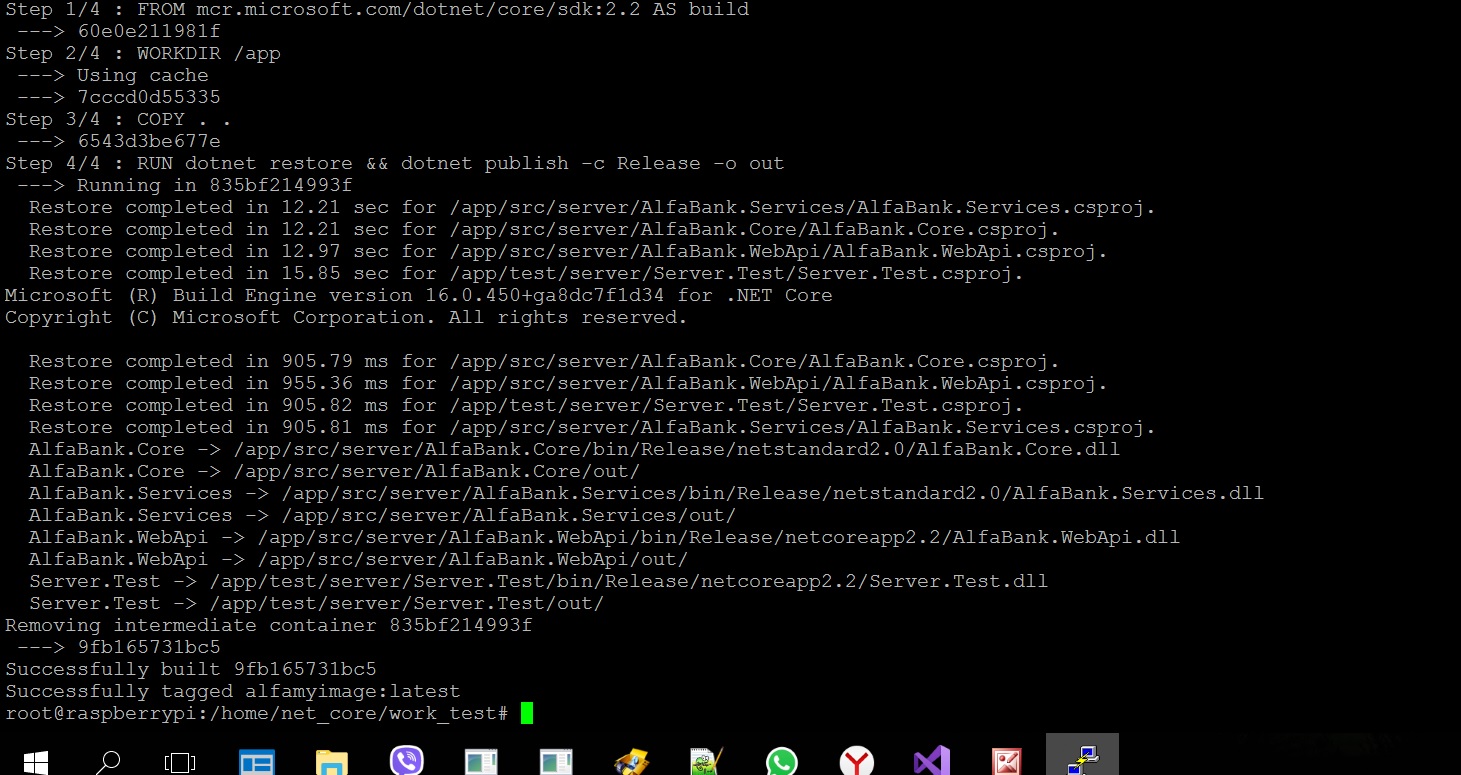 Step 1/4 : FROM mcr.microsoft.com/dotnet/core/sdk:2.2 AS build
 ---> 60e0e211981f
Step 2/4 : WORKDIR /app
 ---> Using cache
 ---> 7cccd0d55335
Step 3/4 : COPY . .
 ---> 6543d3be677e
Step 4/4 : RUN dotnet restore && dotnet publish -c Release -o out
 ---> Running in 835bf214993f
  Restore completed in 12.21 sec for /app/src/server/AlfaBank.Services/AlfaBank.Services.csproj.
  Restore completed in 12.21 sec for /app/src/server/AlfaBank.Core/AlfaBank.Core.csproj.
  Restore completed in 12.97 sec for /app/src/server/AlfaBank.WebApi/AlfaBank.WebApi.csproj.
  Restore completed in 15.85 sec for /app/test/server/Server.Test/Server.Test.csproj.
Microsoft (R) Build Engine version 16.0.450+ga8dc7f1d34 for .NET Core
Copyright (C) Microsoft Corporation. All rights reserved.
  Restore completed in 905.79 ms for /app/src/server/AlfaBank.Core/AlfaBank.Core.csproj.
  Restore completed in 955.36 ms for /app/src/server/AlfaBank.WebApi/AlfaBank.WebApi.csproj.
  Restore completed in 905.82 ms for /app/test/server/Server.Test/Server.Test.csproj.
  Restore completed in 905.81 ms for /app/src/server/AlfaBank.Services/AlfaBank.Services.csproj.
  AlfaBank.Core -> /app/src/server/AlfaBank.Core/bin/Release/netstandard2.0/AlfaBank.Core.dll
  AlfaBank.Core -> /app/src/server/AlfaBank.Core/out/
  AlfaBank.Services -> /app/src/server/AlfaBank.Services/bin/Release/netstandard2.0/AlfaBank.Services.dll
  AlfaBank.Services -> /app/src/server/AlfaBank.Services/out/
  AlfaBank.WebApi -> /app/src/server/AlfaBank.WebApi/bin/Release/netcoreapp2.2/AlfaBank.WebApi.dll
  AlfaBank.WebApi -> /app/src/server/AlfaBank.WebApi/out/
  Server.Test -> /app/test/server/Server.Test/bin/Release/netcoreapp2.2/Server.Test.dll
  Server.Test -> /app/test/server/Server.Test/out/
Removing intermediate container 835bf214993f
 ---> 9fb165731bc5
Successfully built 9fb165731bc5
Successfully tagged alfamyimage:latest
root@raspberrypi:/home/net_core/work_test#